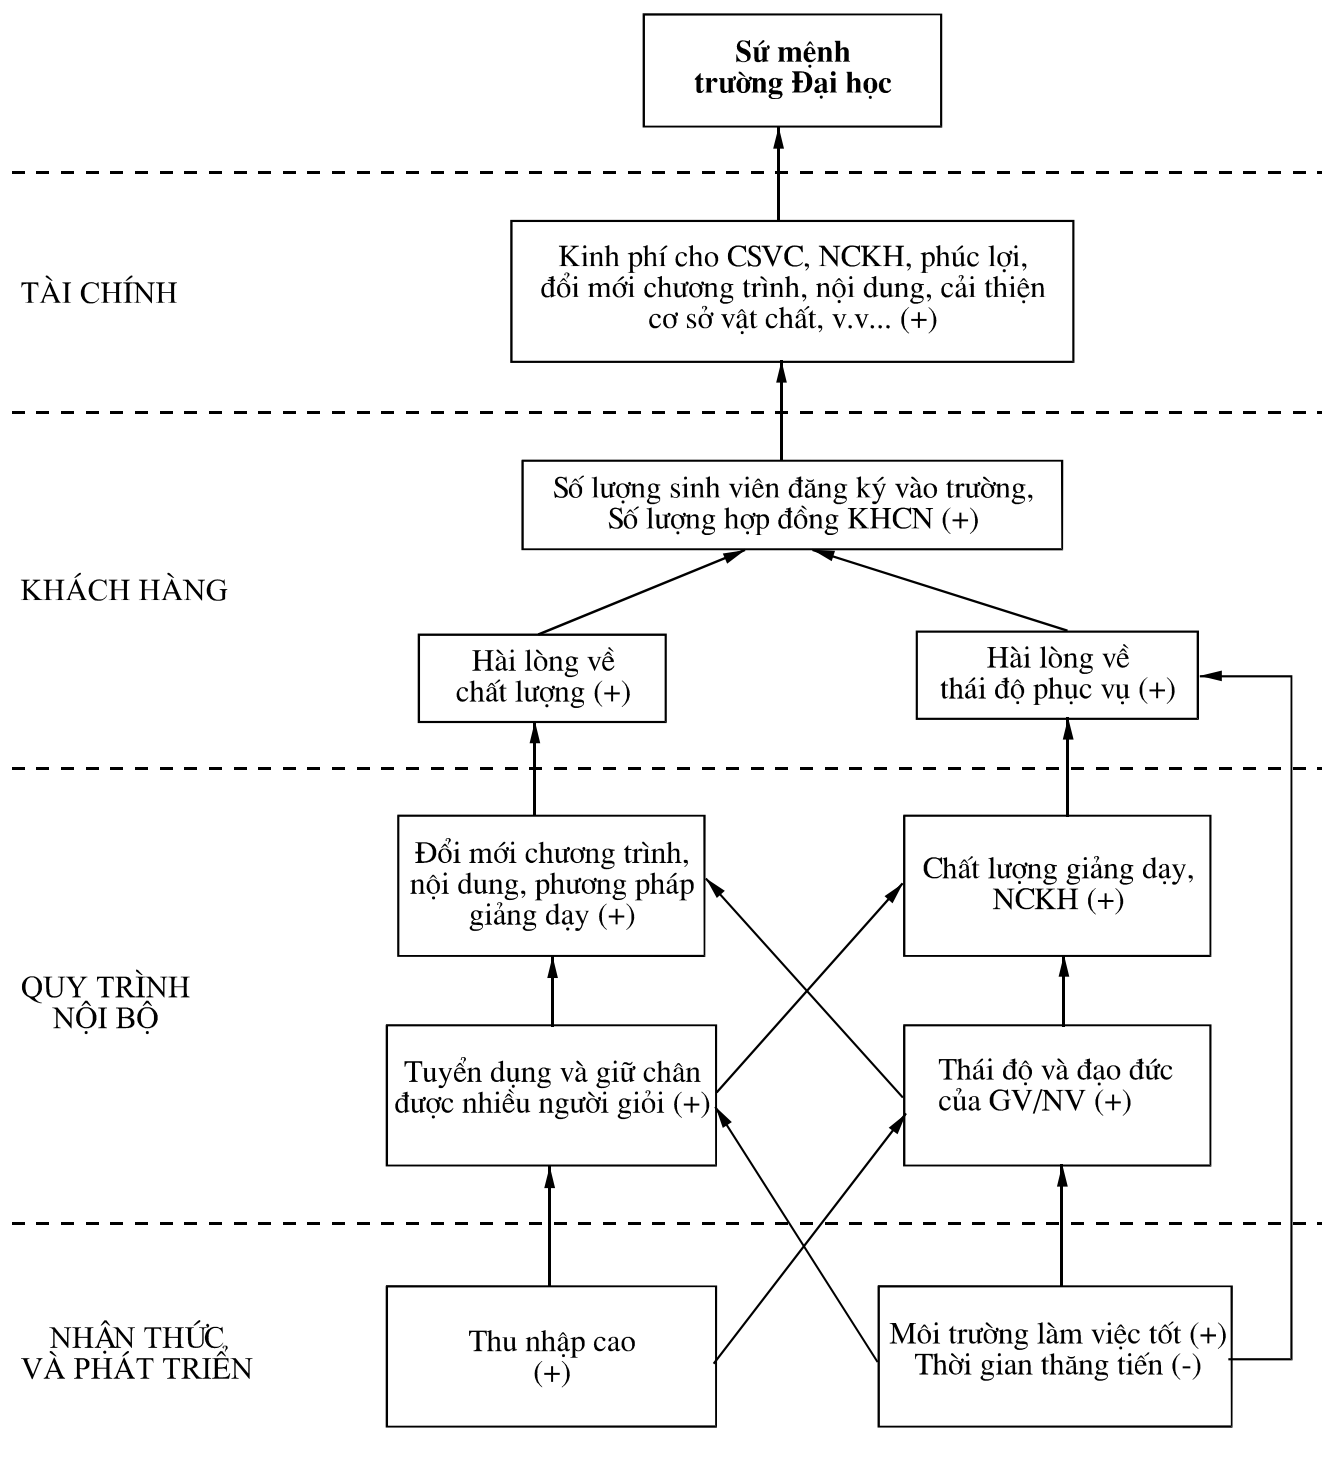 Sứ mệnh
trường Đại học
TÀI CHÍNH
Kinh phí cho CSVC, NCKH, phúc lợi,
đổi mới chương trình, nội dung, cải thiện
cơ sở vật chất, v.v... (+)
KHÁCH HÀNG
Số lượng sinh viên đăng ký vào trường,
Số lượng hợp đồng KHCN (+)
Hài lòng về
chất lượng (+)
Hài lòng về
thái độ phục vụ (+)
QUY TRÌNH
NỘI BỘ
Đổi mới chương trình,
nội dung, phương pháp
giảng dạy (+)
Chất lượng giảng dạy,
NCKH (+)
Tuyển dụng và giữ chân
được nhiều người giỏi (+)
Thái độ và đạo đức
của GV/NV (+)
NHẬN THỨC
VÀ PHÁT TRIỂN
Thu nhập cao
(+)
Môi trường làm việc tốt (+)
Thời gian thăng tiến (-)